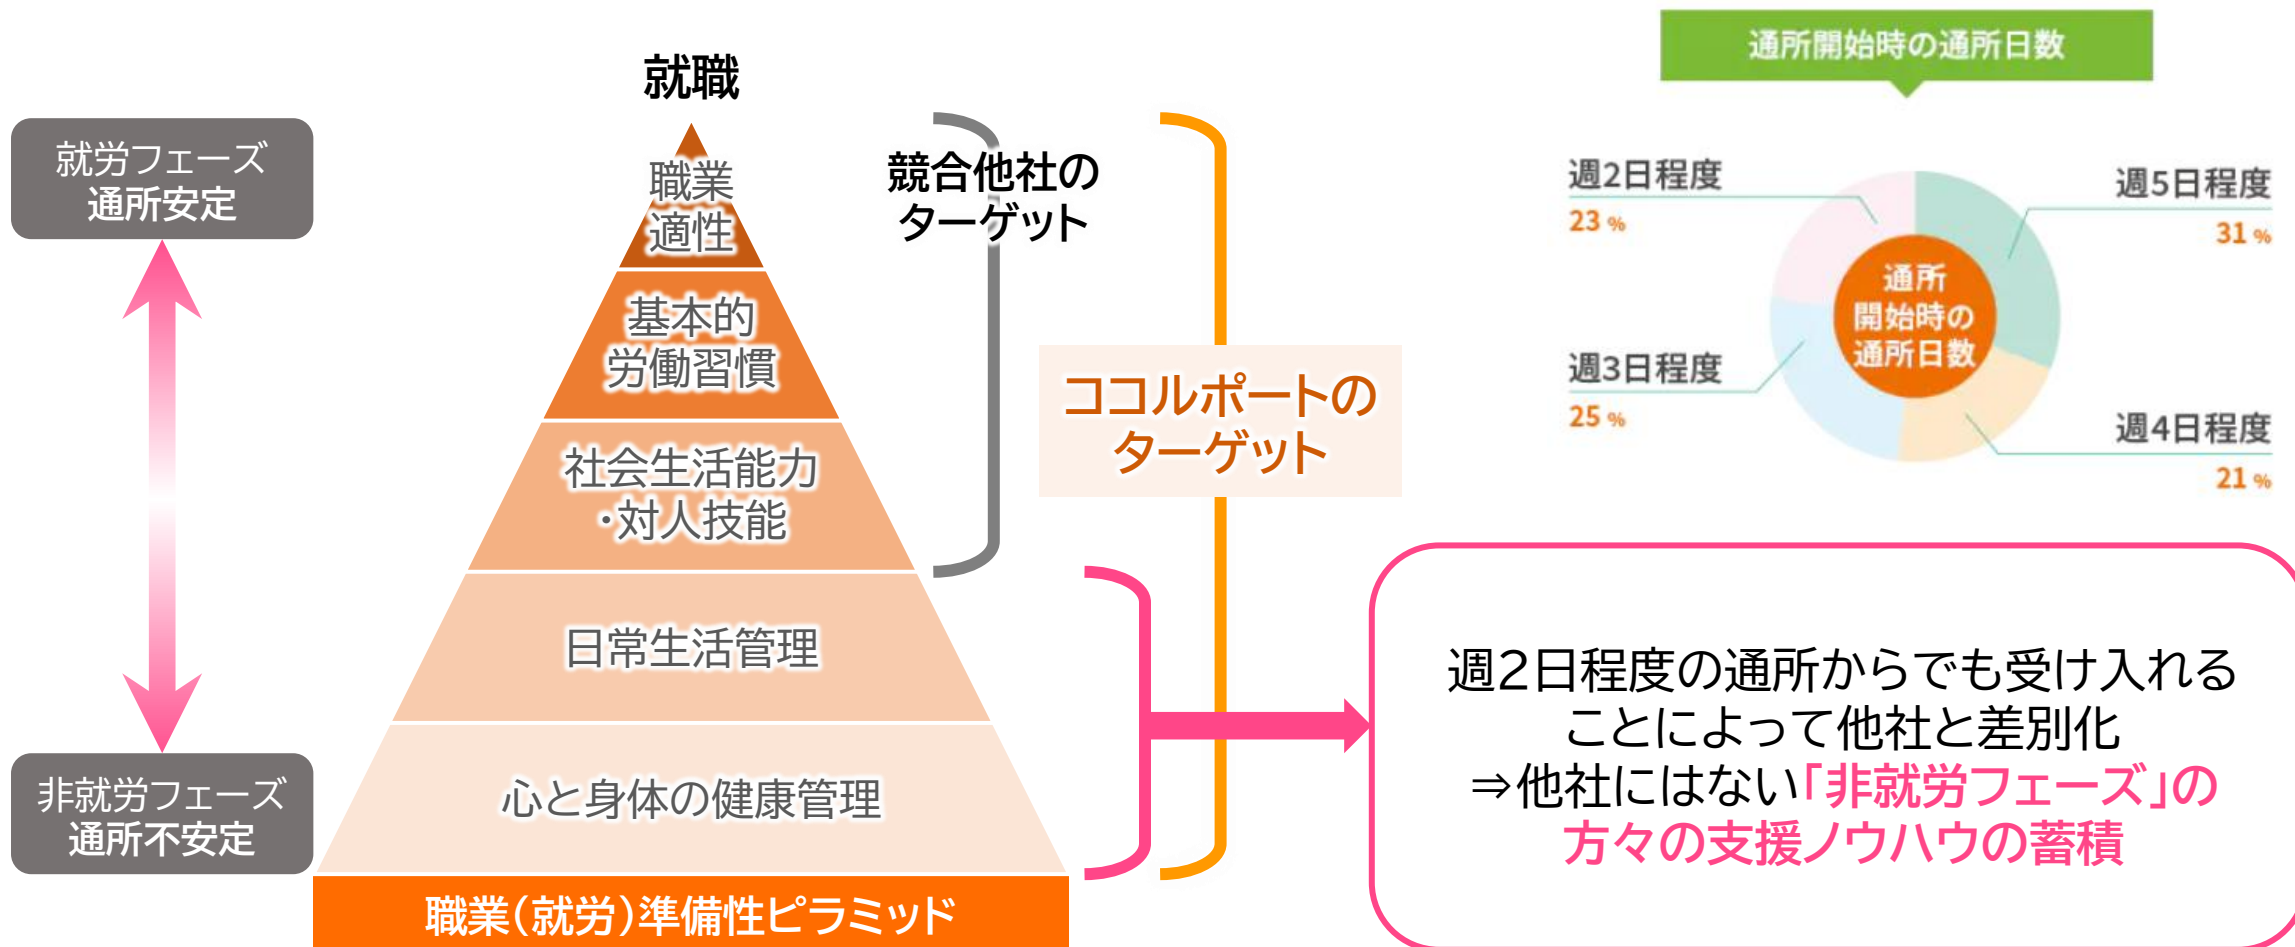 就職
就労フェーズ
通所安定
非就労フェーズ
通所不安定
職業
適性
基本的
労働習慣
社会生活能力
・対人技能
日常生活管理
心と身体の健康管理
職業(就労)準備性ピラミッド
競合他社の
ターゲット
ココルポートの
ターゲット
通所開始時の通所日数
週2日程度
23 %
週5日程度
31 %
通所
開始時の
通所日数
週3日程度
25 %
週4日程度
21 %
週2日程度の通所からでも受け入れる
ことによって他社と差別化
⇒他社にはない「非就労フェーズ」の
方々の支援ノウハウの蓄積